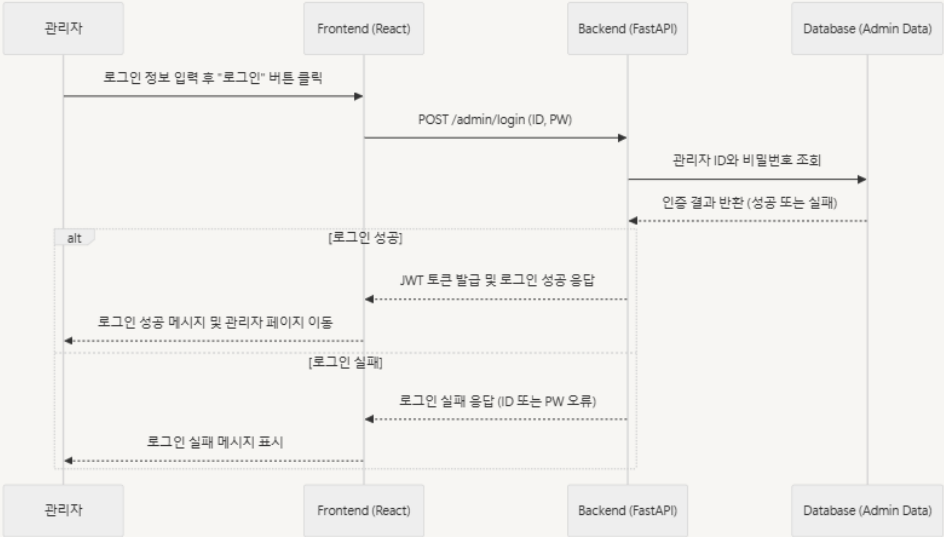 관리자
Frontend (React)
Backend (FastAPI)
Database (Admin Data)
로그인 정보 입력 후 "로그인" 버튼 클릭
POST /admin/login (ID, PW)
관리자 ID와 비밀번호 조회
인증 결과 반환 (성공 또는 실패)
alt
[로그인 성공]
JWT 토큰 발급 및 로그인 성공 응답
로그인 성공 메시지 및 관리자 페이지 이동
[로그인 실패]
로그인 실패 응답 (ID 또는 PW 오류)
로그인 실패 메시지 표시
관리자
Frontend (React)
Backend (FastAPI)
Database (Admin Data)